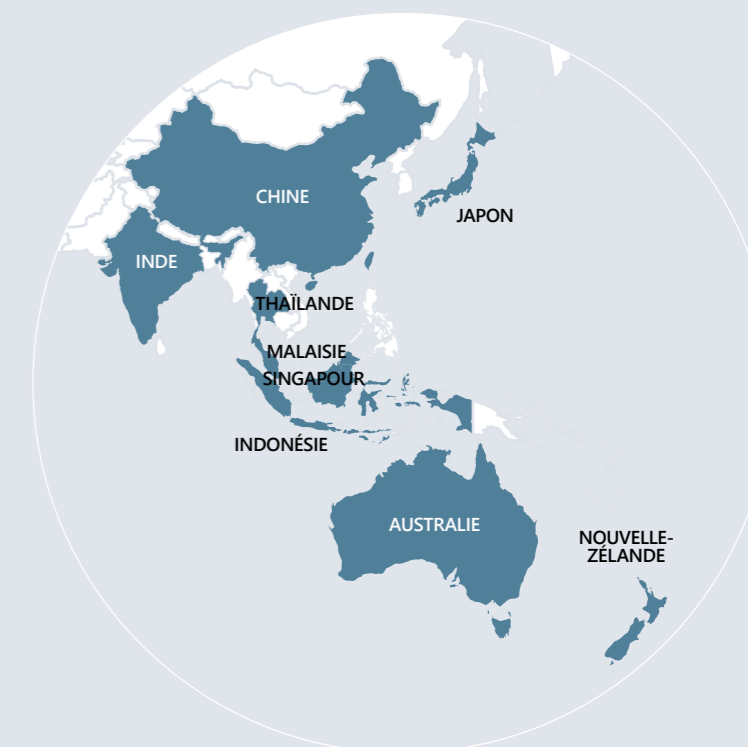 CHINE
JAPON
INDE
THAÏLANDE
MALAISIE
SINGAPOUR
INDONÉSIE
AUSTRALIE
NOUVELLE-
ZÉLANDE